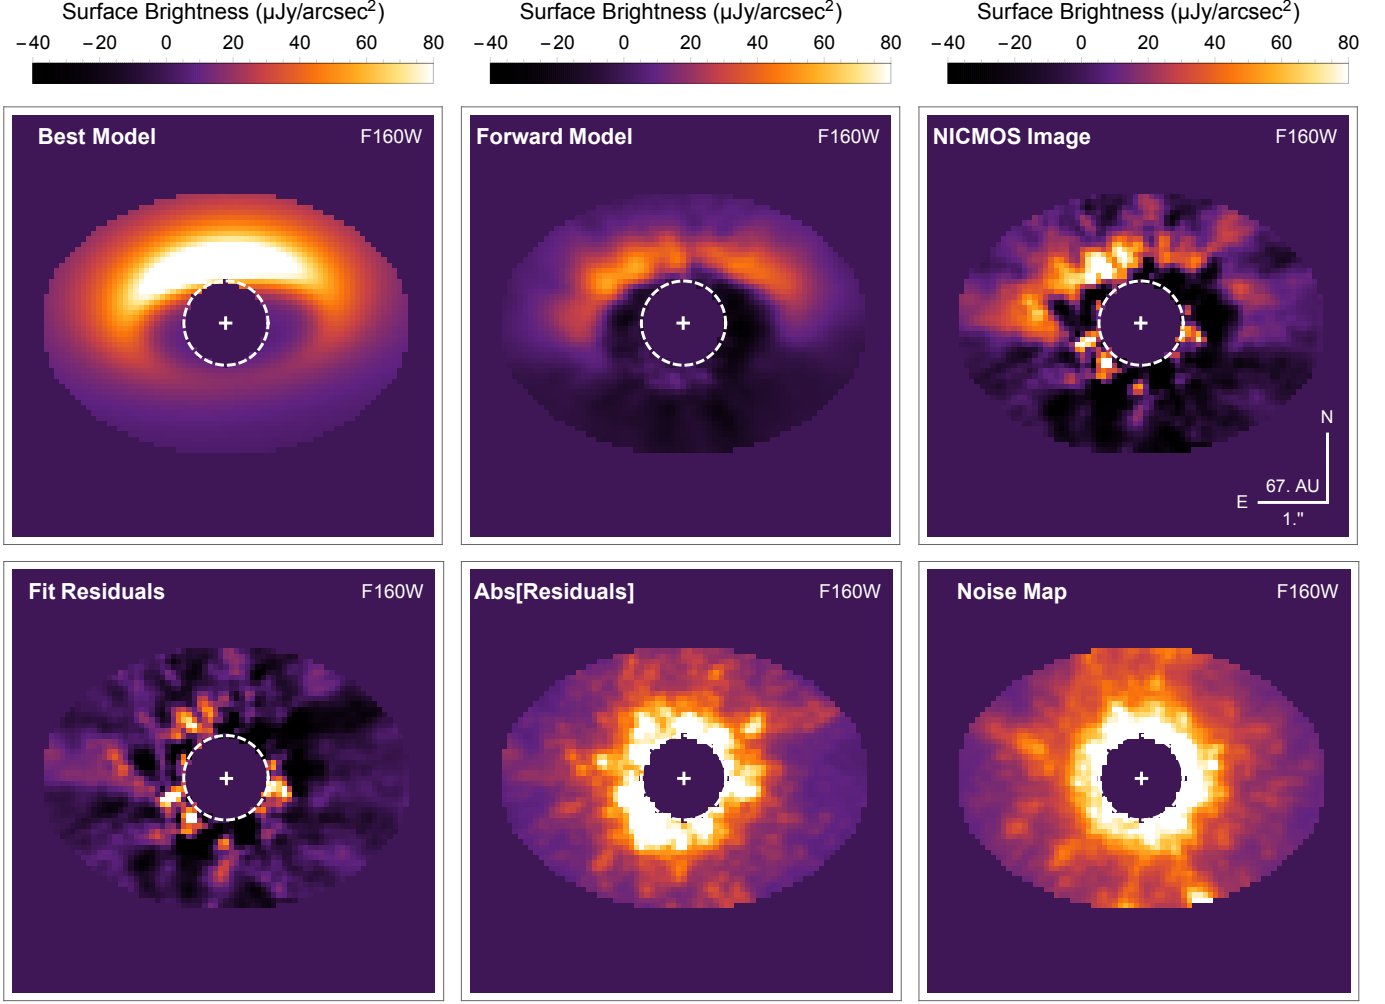 Surface Brightness (μJy/arcsec²) Surface Brightness (μJy/arcsec²) Surface Brightness (μJy/arcsec²)
−40 −20 0 20 40 60 80 −40 −20 0 20 40 60 80 −40 −20 0 20 40 60 80
Best Model F160W Forward Model F160W NICMOS Image F160W
N
67. AU
E
1."
Fit Residuals F160W Abs[Residuals] F160W Noise Map F160W